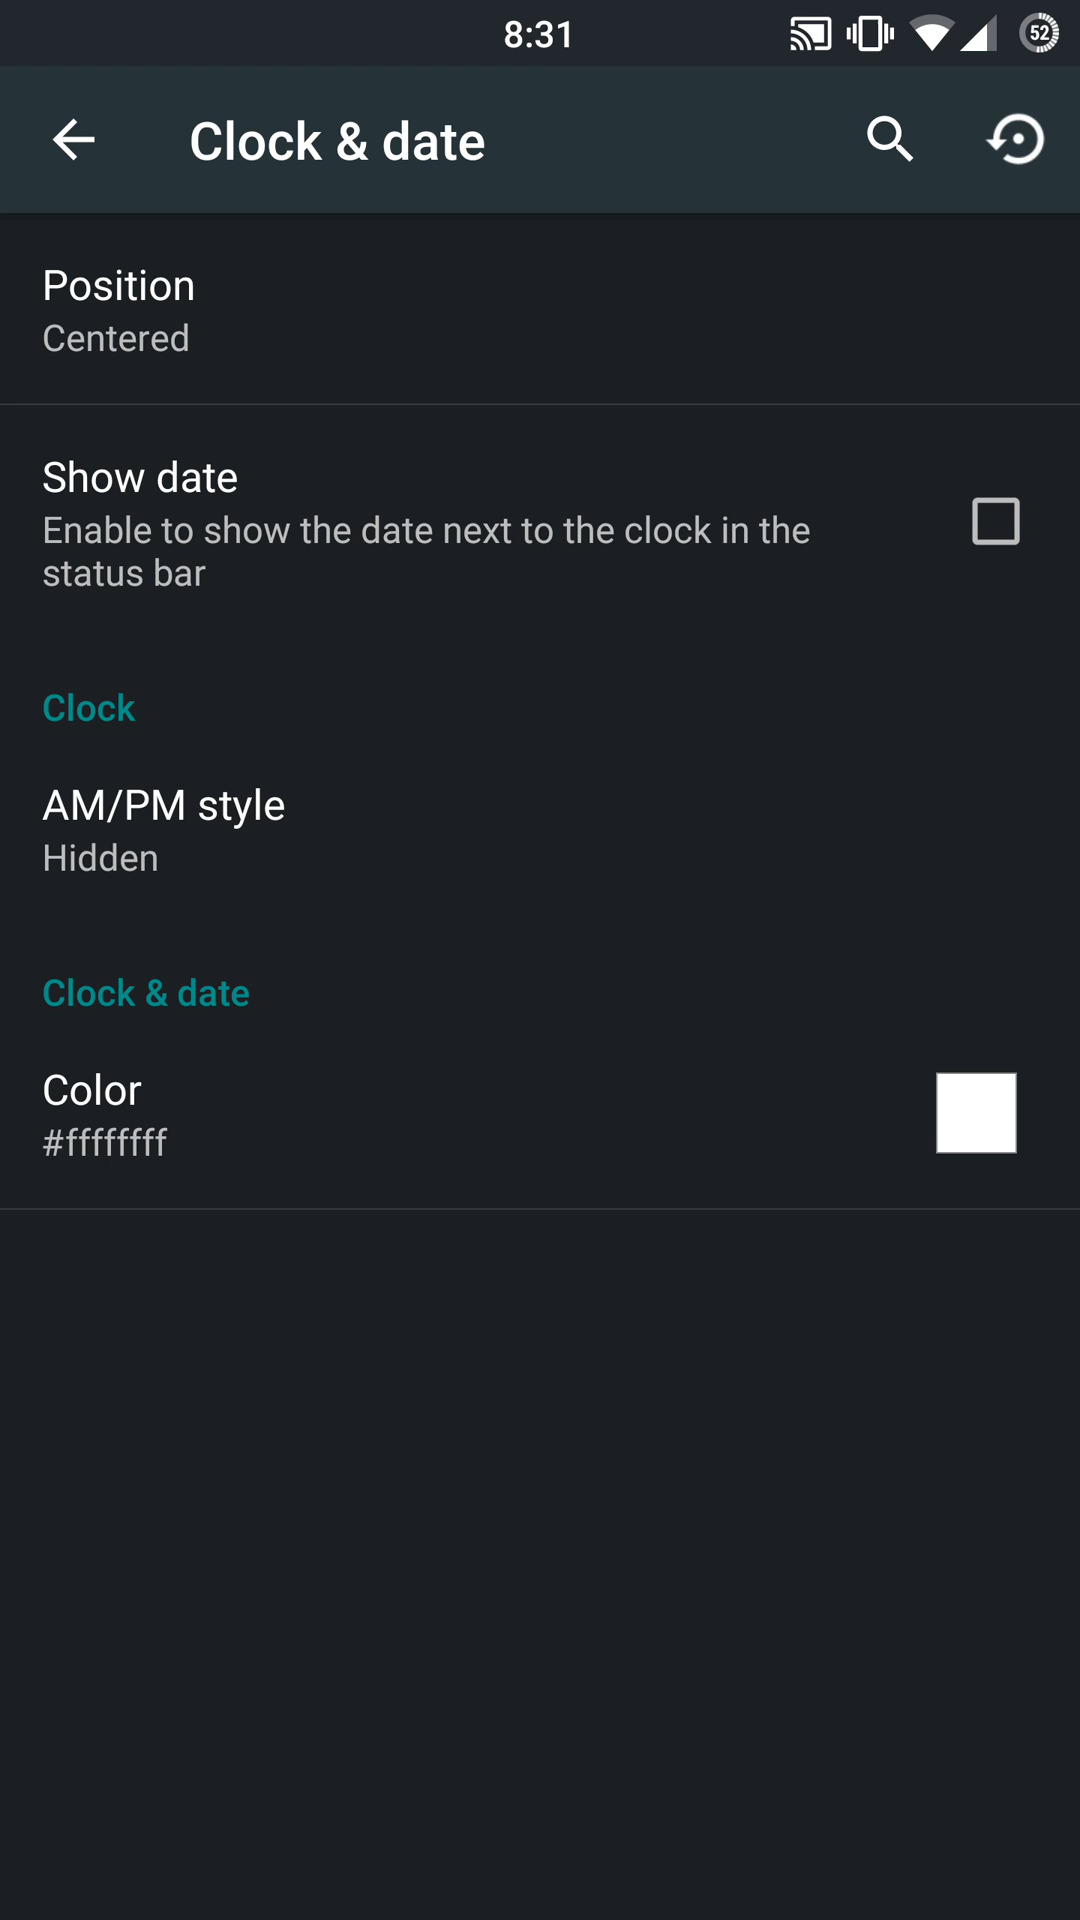 8:31
52
Clock & date
Position
Centered
Show date
Enable to show the date next to the clock in the
status bar
Clock
AM/PM style
Hidden
Clock & date
Color
#ffffffff